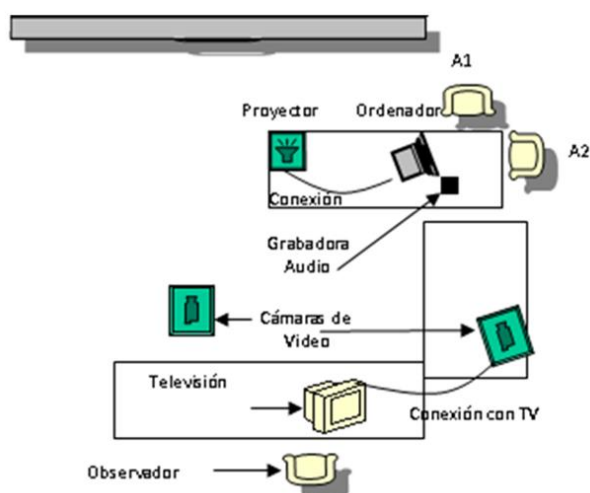 A1
Proyector
Ordenador
A2
Conexión
Grabadora
Audio
Cámaras de
Video
Televisión
Conexión con TV
Observador